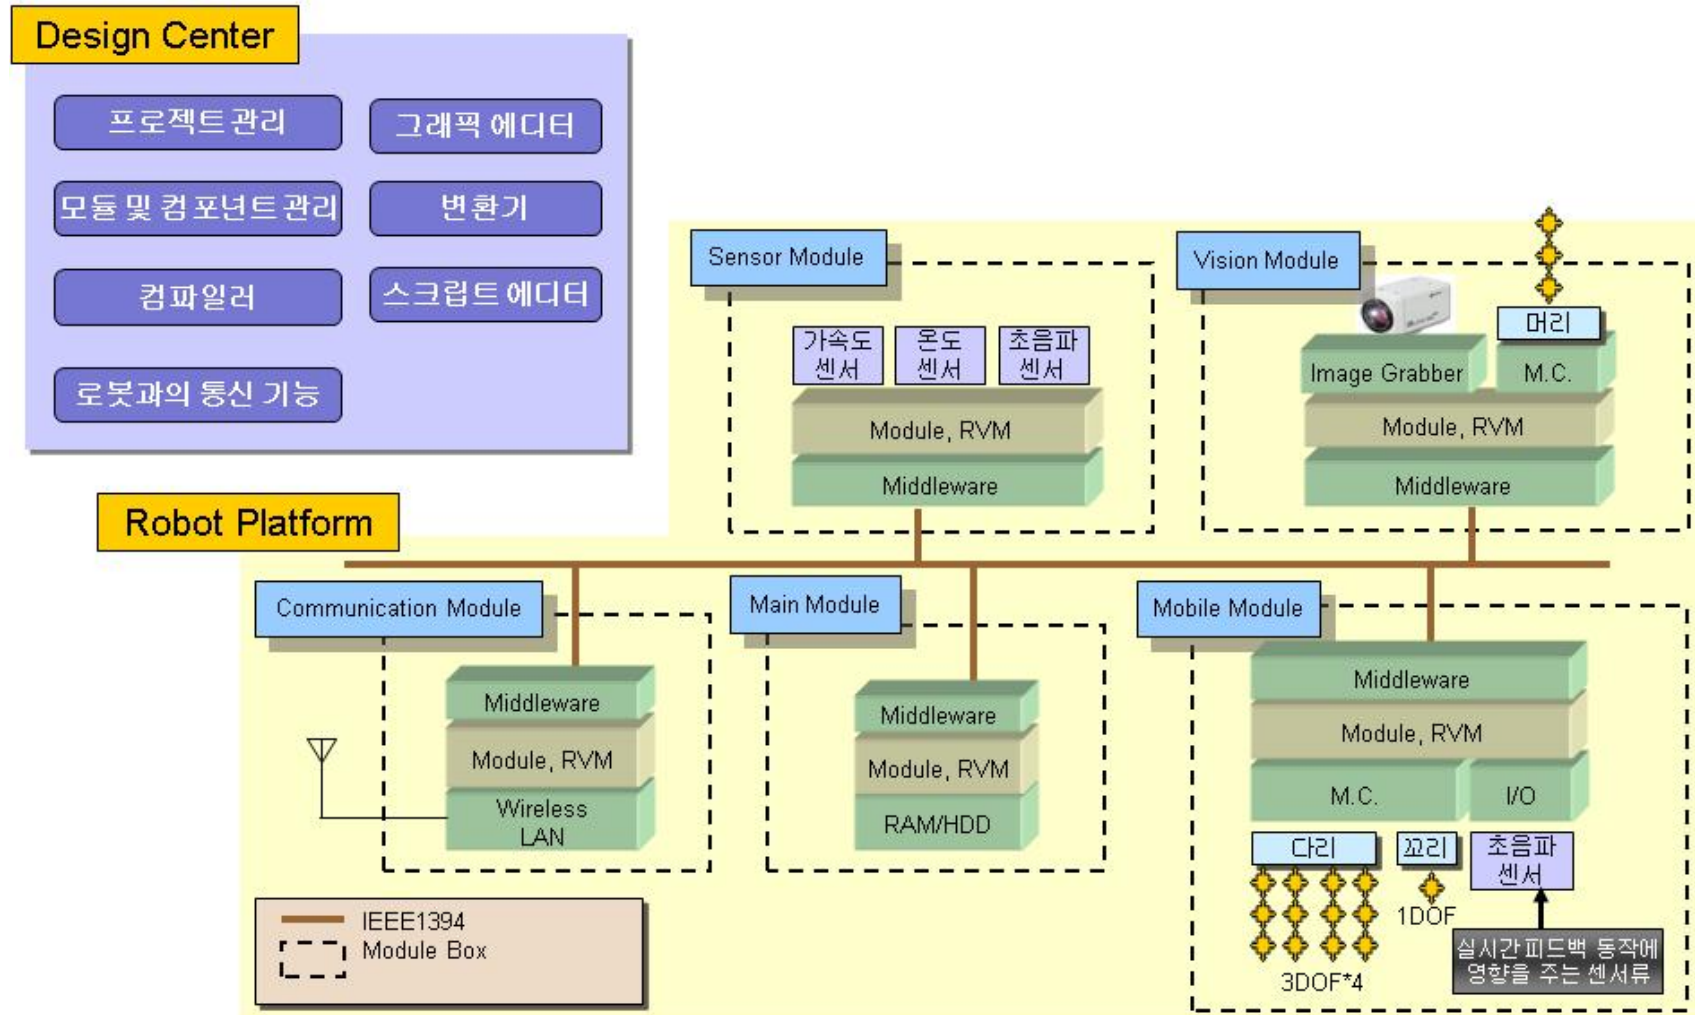 Design Center
프로젝트 관리
그래픽 에디터
모듈 및 컴포넌트 관리
변환기
컴파일러
스크립트 에디터
로봇과의 통신 기능
Robot Platform
Sensor Module
가속도
센서
온도
센서
초음파
센서
Module, RVM
Middleware
Vision Module
머리
Image Grabber
M.C.
Module, RVM
Middleware
Communication Module
Middleware
Module, RVM
Wireless
LAN
Main Module
Middleware
Module, RVM
RAM/HDD
Mobile Module
Middleware
Module, RVM
M.C.
I/O
다리
꼬리
초음파
센서
1DOF
3DOF*4
실시간 피드백 동작에
영향을 주는 센서류
IEEE1394
Module Box